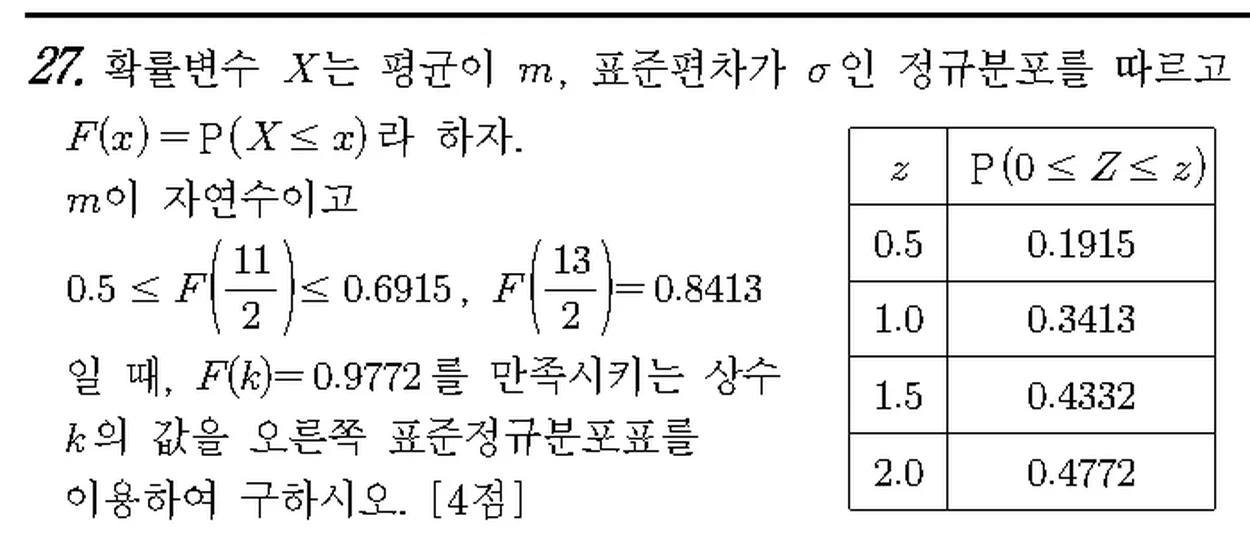 27. 확률변수 X는 평균이 m, 표준편차가 σ인 정규분포를 따르고
F(x)=P(X≤x)라 하자.
m이 자연수이고
0.5 ≤ F(11/2) ≤ 0.6915, F(13/2)=0.8413
일 때, F(k)=0.9772를 만족시키는 상수
k의 값을 오른쪽 표준정규분포표를
이용하여 구하시오. [4점]
z P(0≤Z≤z)
0.5 0.1915
1.0 0.3413
1.5 0.4332
2.0 0.4772